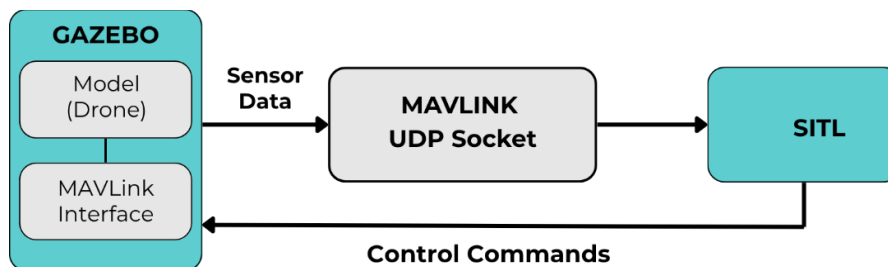 GAZEBO
Model
(Drone)
MAVLink
Interface
Sensor
Data
MAVLINK
UDP Socket
SITL
Control Commands